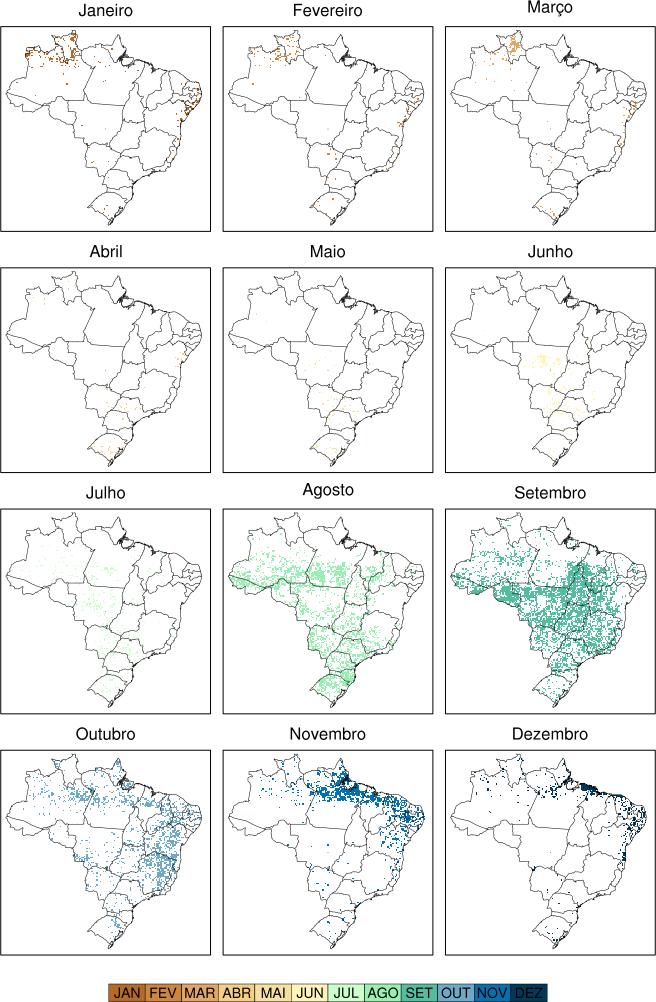 Janeiro Fevereiro Março
Abril Maio Junho
Julho Agosto Setembro
Outubro Novembro Dezembro
JAN FEV MAR ABR MAI JUN JUL AGO SET OUT NOV DEZ